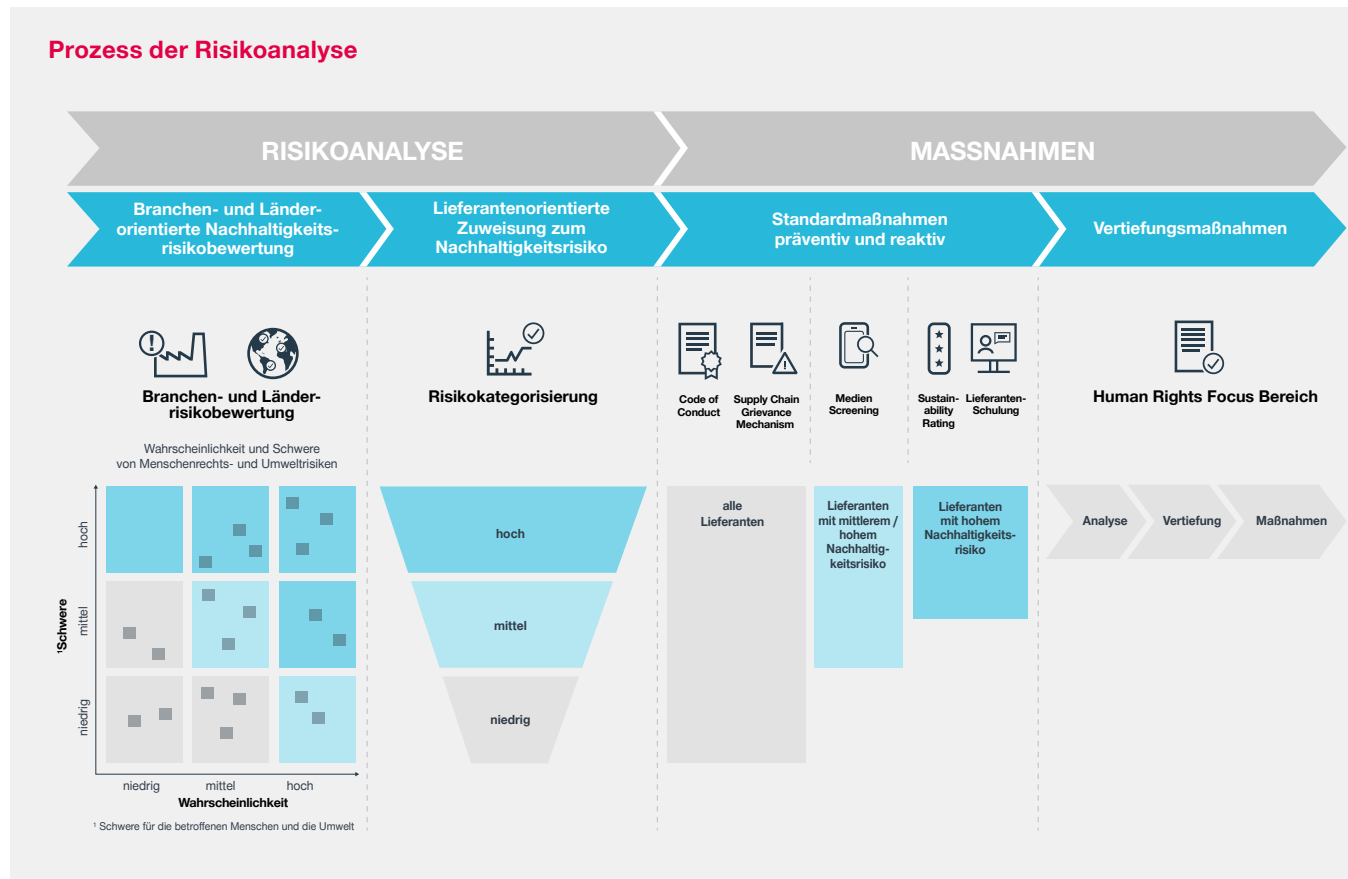 Prozess der Risikoanalyse
RISIKOANALYSE
MASSNAHMEN
Branchen- und Länder-
orientierte Nachhaltigkeits-
risikobewertung
Lieferantenorientierte
Zuweisung zum
Nachhaltigkeitsrisiko
Standardmaßnahmen
präventiv und reaktiv
Vertiefungsmaßnahmen
Branchen- und Länder-
risikobewertung
Risikokategorisierung
Code of
Conduct
Supply Chain
Grievance
Mechanism
Medien
Screening
Sustain-
ability
Rating
Lieferanten-
Schulung
Human Rights Focus Bereich
Wahrscheinlichkeit und Schwere
von Menschenrechts- und Umweltrisiken
¹Schwere
hoch
mittel
niedrig
niedrig
mittel
hoch
Wahrscheinlichkeit
¹ Schwere für die betroffenen Menschen und die Umwelt
hoch
mittel
niedrig
alle
Lieferanten
Lieferanten
mit mittlerem /
hohem
Nachhaltig-
keitsrisiko
Lieferanten
mit hohem
Nachhaltigkeits-
risiko
Analyse
Vertiefung
Maßnahmen